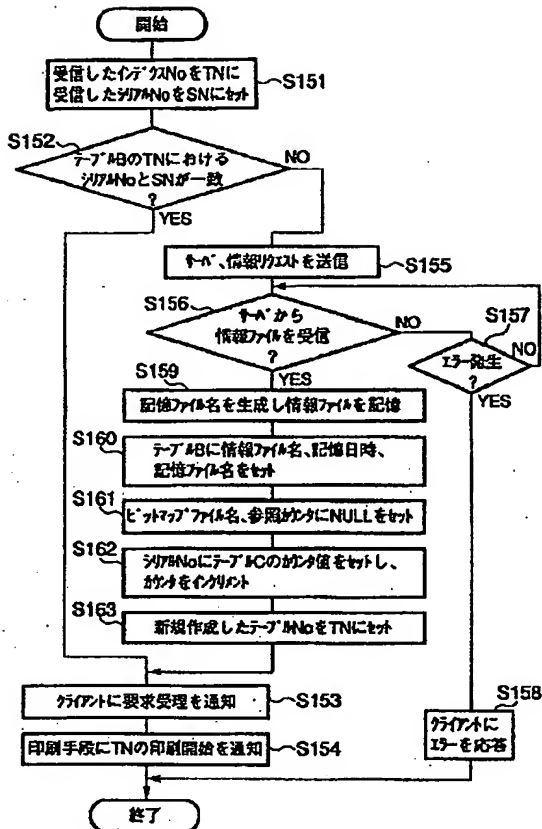 開始
受信したインデクスNoをTNに
受信したシリアルNoをSNにセット
S151
S152
テーブルBのTNにおける
シリアルNoとSNが一致
?
NO
YES
サーバ、情報リクエストを送信
S155
S156
サーバから
情報ファイルを受信
?
NO
YES
S157
エラー発生
?
NO
YES
S159
記憶ファイル名を生成し情報ファイルを記憶
S160
テーブルBに情報ファイル名、記憶日時、
記憶ファイル名をセット
S161
ビットマップファイル名、参照カウンタにNULLをセット
S162
シリアルNoにテーブルCのカウンタ値をセットし、
カウンタをインクリメント
S163
新規作成したテーブルNoをTNにセット
クライアントに要求受理を通知
S153
印刷手段にTNの印刷開始を通知
S154
S158
クライアントに
エラーを応答
終了